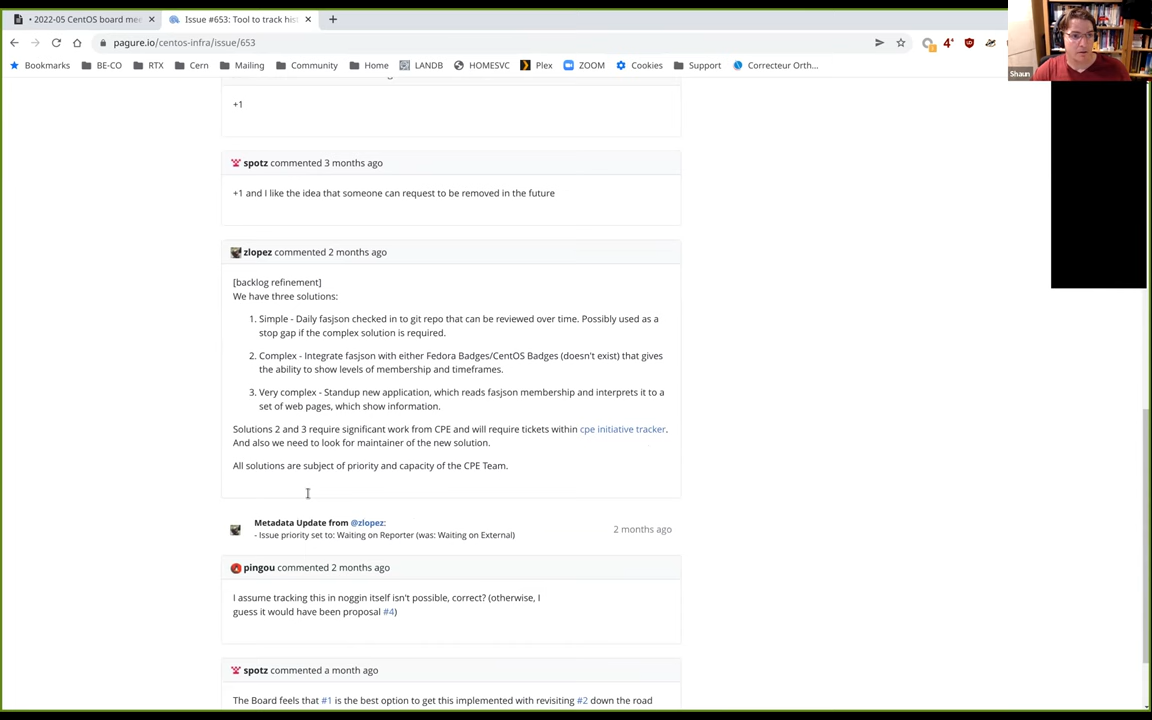 • 2022-05 CentOS board mee
Issue #653: Tool to track hist
pagure.io/centos-infra/issue/653
Bookmarks BE-CO RTX Cern Mailing Community Home LANDB HOMESVC Plex ZOOM Cookies Support Correcteur Orth...
Shaun
+1
spotz commented 3 months ago
+1 and I like the idea that someone can request to be removed in the future
zlopez commented 2 months ago
[backlog refinement]
We have three solutions:
1. Simple - Daily fasjson checked in to git repo that can be reviewed over time. Possibly used as a
stop gap if the complex solution is required.
2. Complex - Integrate fasjson with either Fedora Badges/CentOS Badges (doesn't exist) that gives
the ability to show levels of membership and timeframes.
3. Very complex - Standup new application, which reads fasjson membership and interprets it to a
set of web pages, which show information.
Solutions 2 and 3 require significant work from CPE and will require tickets within cpe initiative tracker.
And also we need to look for maintainer of the new solution.
All solutions are subject of priority and capacity of the CPE Team.
Metadata Update from @zlopez:
- Issue priority set to: Waiting on Reporter (was: Waiting on External)
2 months ago
pingou commented 2 months ago
I assume tracking this in noggin itself isn't possible, correct? (otherwise, I
guess it would have been proposal #4)
spotz commented a month ago
The Board feels that #1 is the best option to get this implemented with revisiting #2 down the road